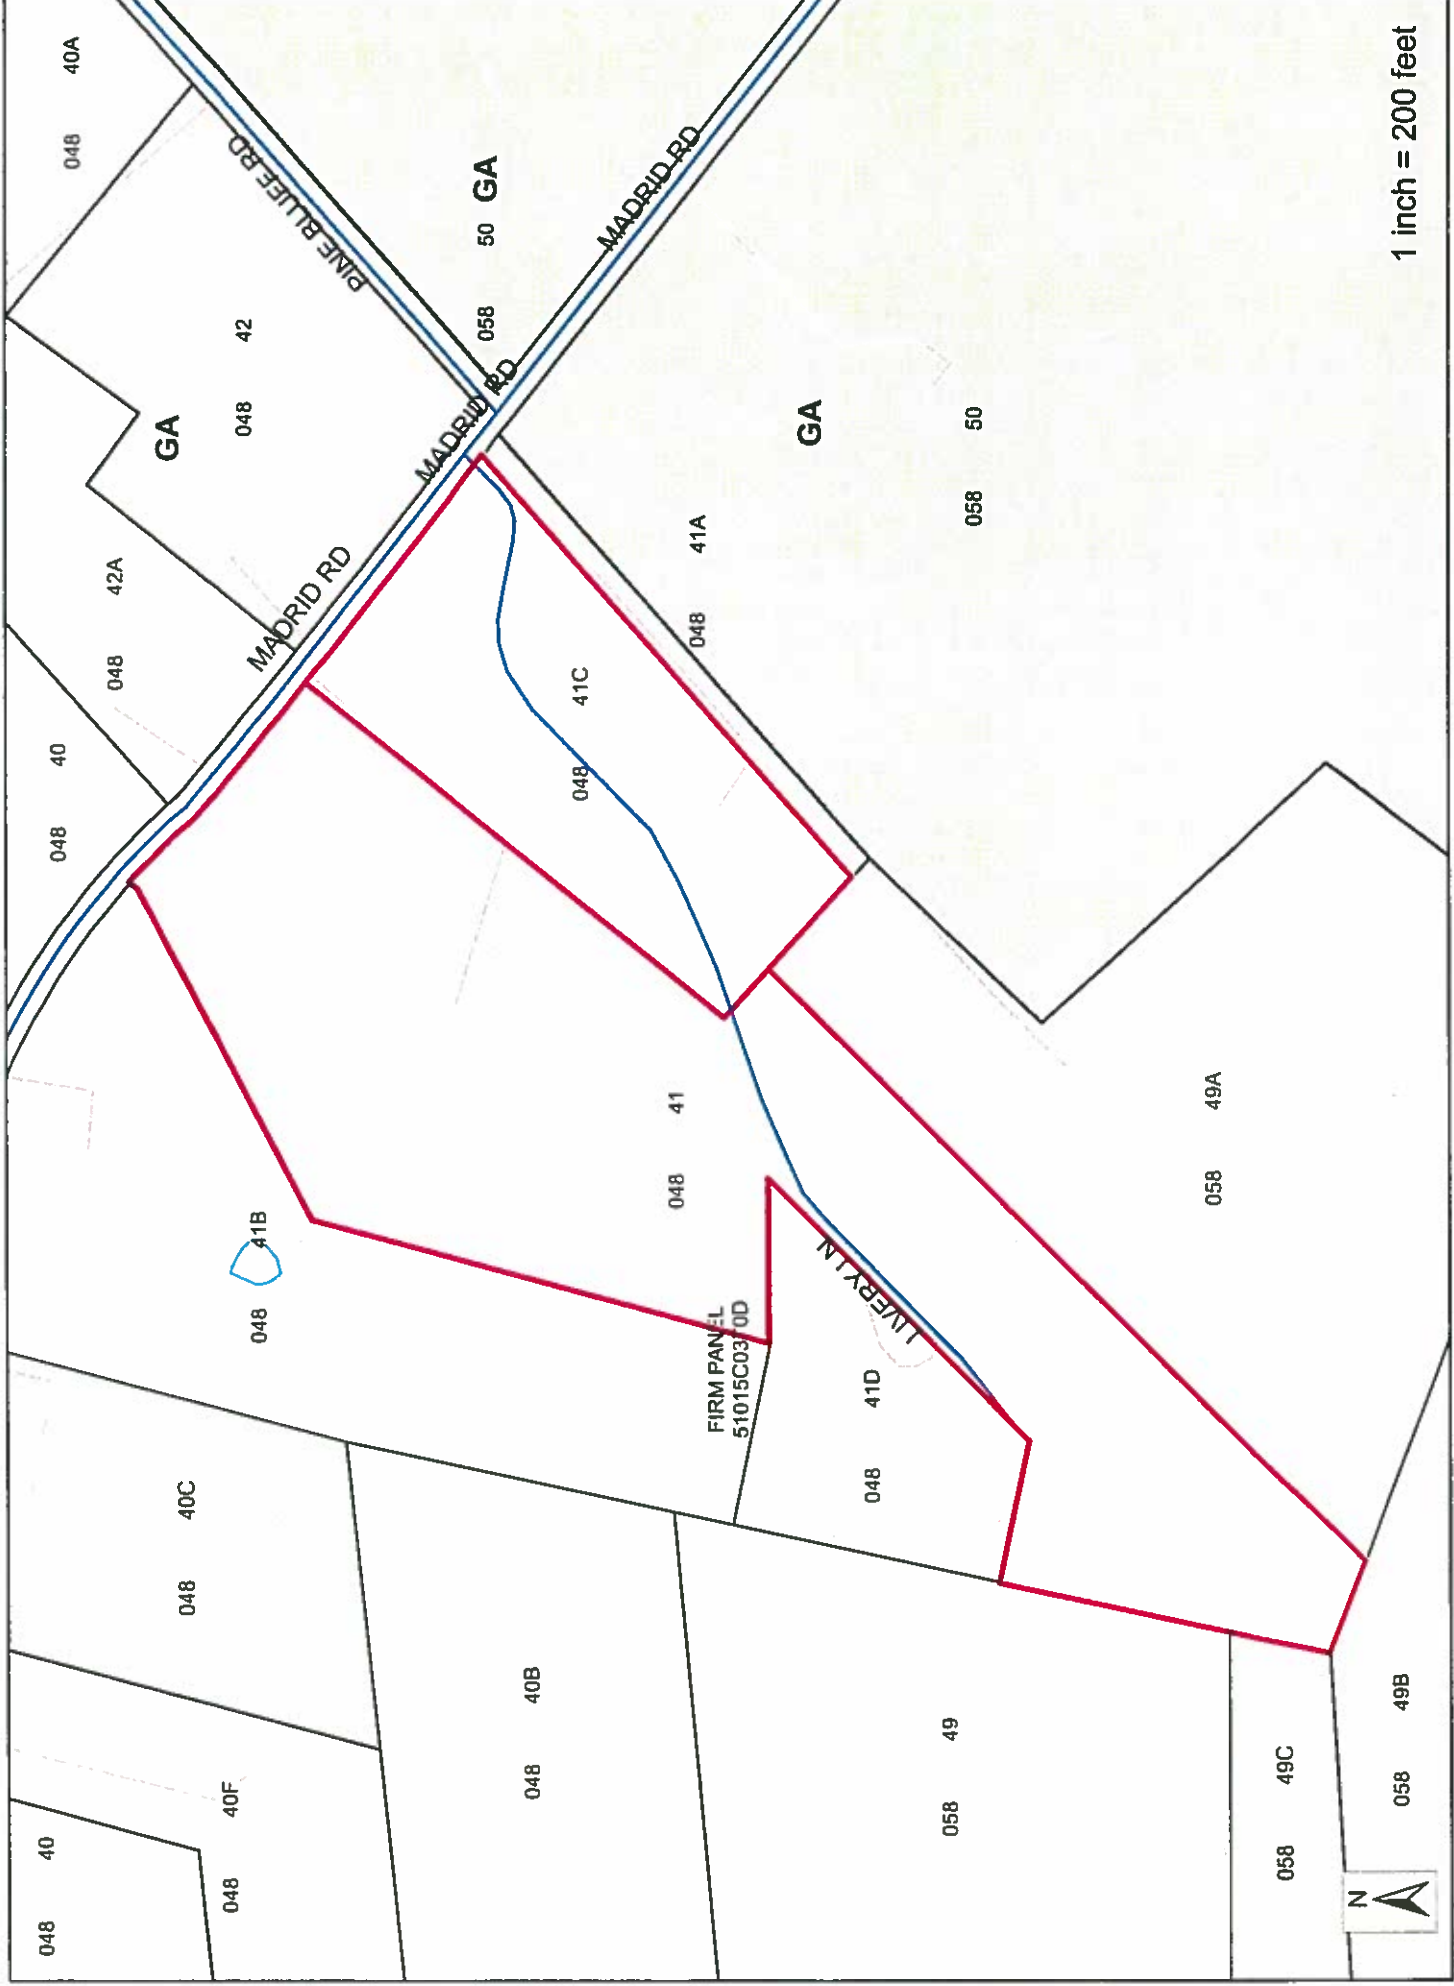 048 40
048 40
048 40A
048 42A
GA
048 40C
048 40F
048 42
048 41B
PINE BLUFF RD
MADRID RD
MADRID RD
058 50 GA
048 40B
048 41C
MADRID RD
048 41
048 41A
FIRM PANEL
51015C0370D
GA
048 41D
LIVERY LN
058 49
058 50
058 49A
058 49C
N
058 49B
1 inch = 200 feet